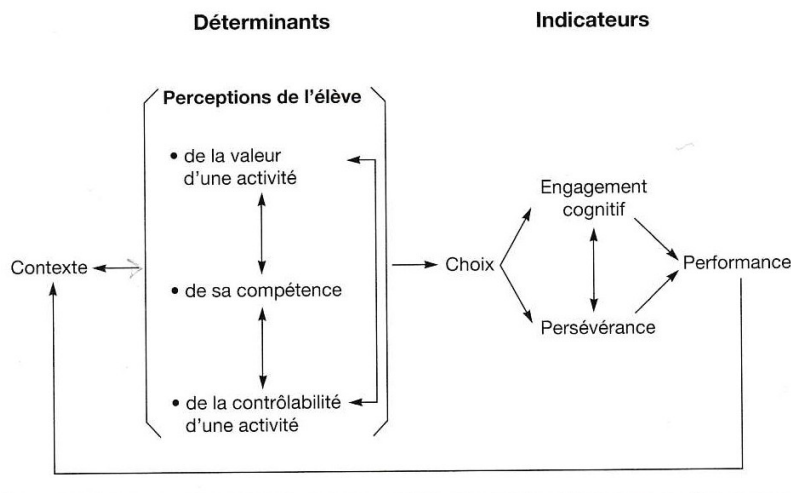 Déterminants
Indicateurs
Perceptions de l'élève
• de la valeur
d'une activité
Engagement
cognitif
Contexte
Choix
Performance
• de sa compétence
Persévérance
• de la contrôlabilité
d'une activité